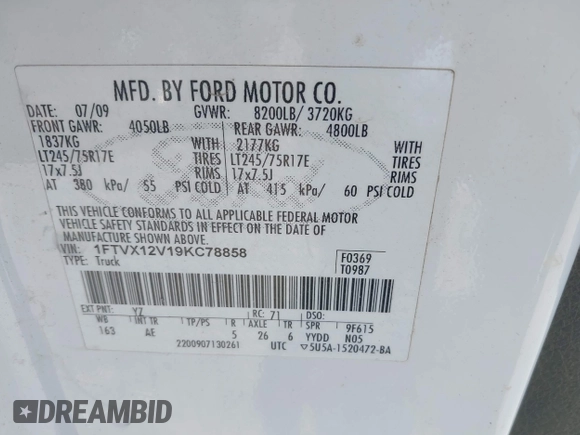 MFD. BY FORD MOTOR CO.
DATE: 07/09 GVWR: 8200LB/ 3720KG
FRONT GAWR: 4050LB REAR GAWR: 4800LB
1837KG WITH 2177KG WITH
LT245/75R17E TIRES LT245/75R17E TIRES
17x7.5J RIMS 17x7.5J RIMS
AT 380 kPa/ 55 PSI COLD AT 415 kPa/ 60 PSI COLD
THIS VEHICLE CONFORMS TO ALL APPLICABLE FEDERAL MOTOR
VEHICLE SAFETY STANDARDS IN EFFECT ON THE DATE OF
MANUFACTURE SHOWN ABOVE.
VIN: 1FTVX12V19KC78858 F0369
TYPE: Truck T0987
EXT PNT: YZ RC: 71 DSO:
WB INT TR TP/PS R AXLE TR SPR 9F615
163 AE 5 26 6 YYDD N05
2200907130261 UTC ▽5U5A-1520472-BA
Ford
DREAMBID